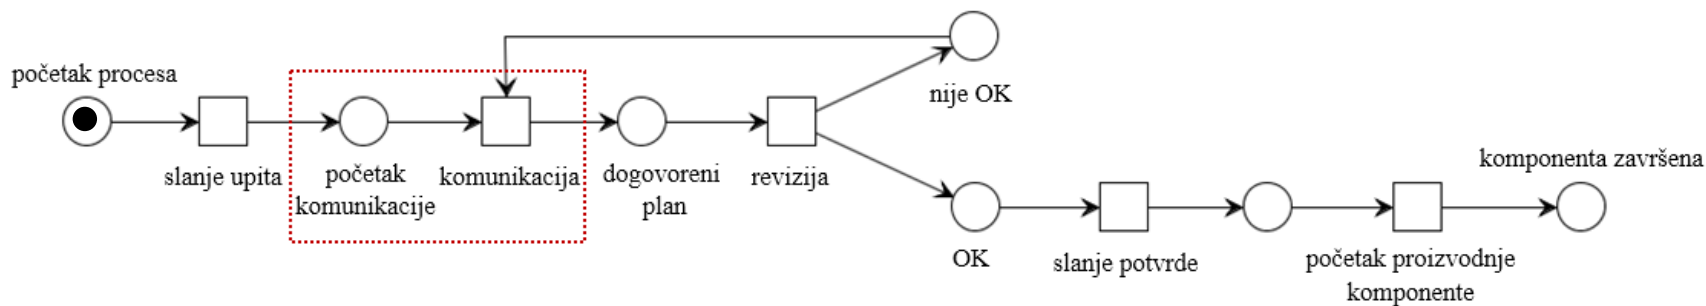 početak procesa
slanje upita
početak
komunikacije
komunikacija
dogovoreni
plan
revizija
nije OK
OK
slanje potvrde
početak proizvodnje
komponente
komponenta završena